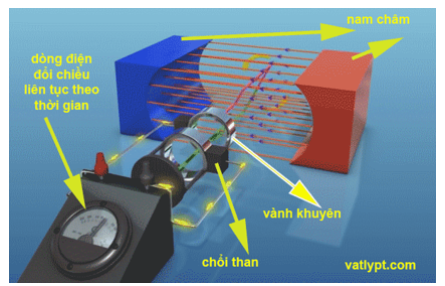 nam châm
dòng điện
đổi chiều
liên tục theo
thời gian
vành khuyên
chổi than
vatlypt.com